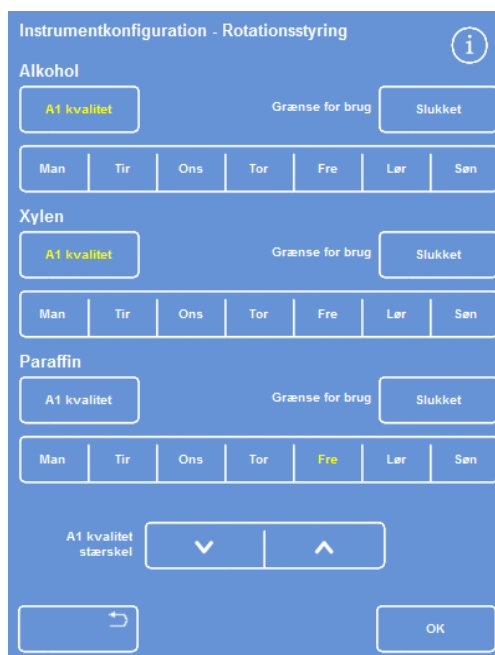 Instrumentkonfiguration - Rotationsstyring
i
Alkohol
A1 kvalitet Grænse for brug Slukket
Man Tir Ons Tor Fre Lør Søn
Xylen
A1 kvalitet Grænse for brug Slukket
Man Tir Ons Tor Fre Lør Søn
Paraffin
A1 kvalitet Grænse for brug Slukket
Man Tir Ons Tor Fre Lør Søn
A1 kvalitet
stærskel
OK